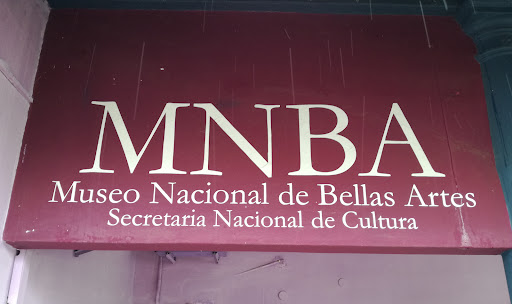 MNBA
Museo Nacional de Bellas Artes
Secretaria Nacional de Cultura